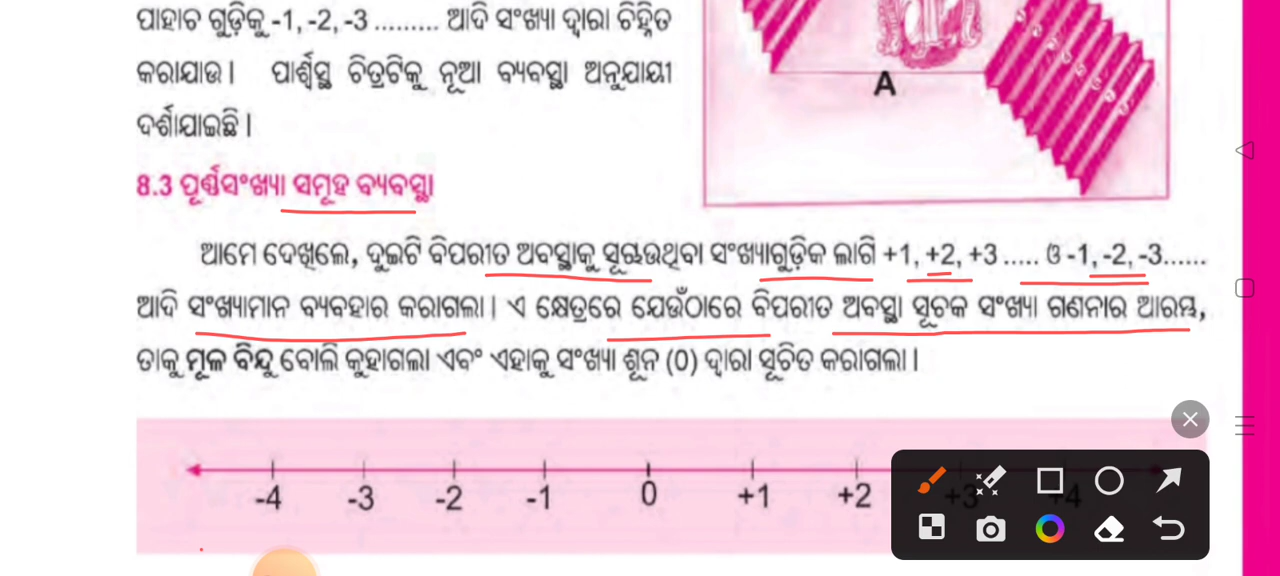 ପାହାଚ ଗୁଡ଼ିକୁ -1, -2, -3 ......... ଆଦି ସଂଖ୍ୟା ଦ୍ୱାରା ଚିହ୍ନିତ
କରାଯାଉ । ପାର୍ଶ୍ୱସ୍ଥ ଚିତ୍ରଟିକୁ ନୂଆ ବ୍ୟବସ୍ଥା ଅନୁଯାୟୀ
ଦର୍ଶାଯାଇଛି ।
A
8.3 ପୂର୍ଣ୍ଣସଂଖ୍ୟା ସମୂହ ବ୍ୟବସ୍ଥା
ଆମେ ଦେଖିଲେ, ଦୁଇଟି ବିପରୀତ ଅବସ୍ଥାକୁ ସୂଚାଉଥିବା ସଂଖ୍ୟାଗୁଡ଼ିକ ଲାଗି +1, +2, +3 ..... ଓ -1, -2, -3......
ଆଦି ସଂଖ୍ୟାମାନ ବ୍ୟବହାର କରାଗଲା । ଏ କ୍ଷେତ୍ରରେ ଯେଉଁଠାରେ ବିପରୀତ ଅବସ୍ଥା ସୂଚକ ସଂଖ୍ୟା ଗଣନାର ଆରମ୍ଭ,
ତାକୁ ମୂଳ ବିନ୍ଦୁ ବୋଲି କୁହାଗଲା ଏବଂ ଏହାକୁ ସଂଖ୍ୟା ଶୂନ (0) ଦ୍ୱାରା ସୂଚିତ କରାଗଲା ।
-4 -3 -2 -1 0 +1 +2 +3 +4